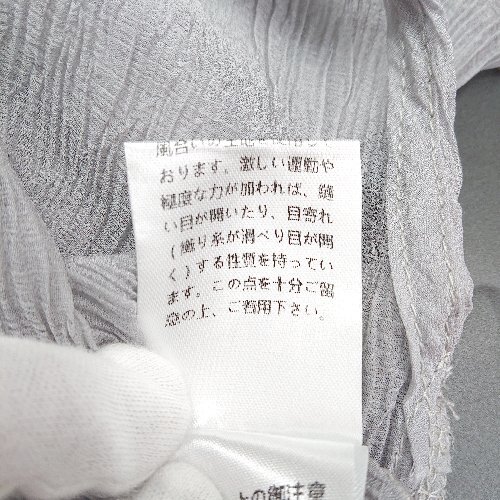 風合いの生地を使用して
おります。激しい運動や
極度な力が加われば、縫
い目が開いたり、目寄れ
(織り糸が滑べり目が開
く)する性質を持ってい
ます。この点を十分ご留
意の上、ご着用下さい。
上の御注意